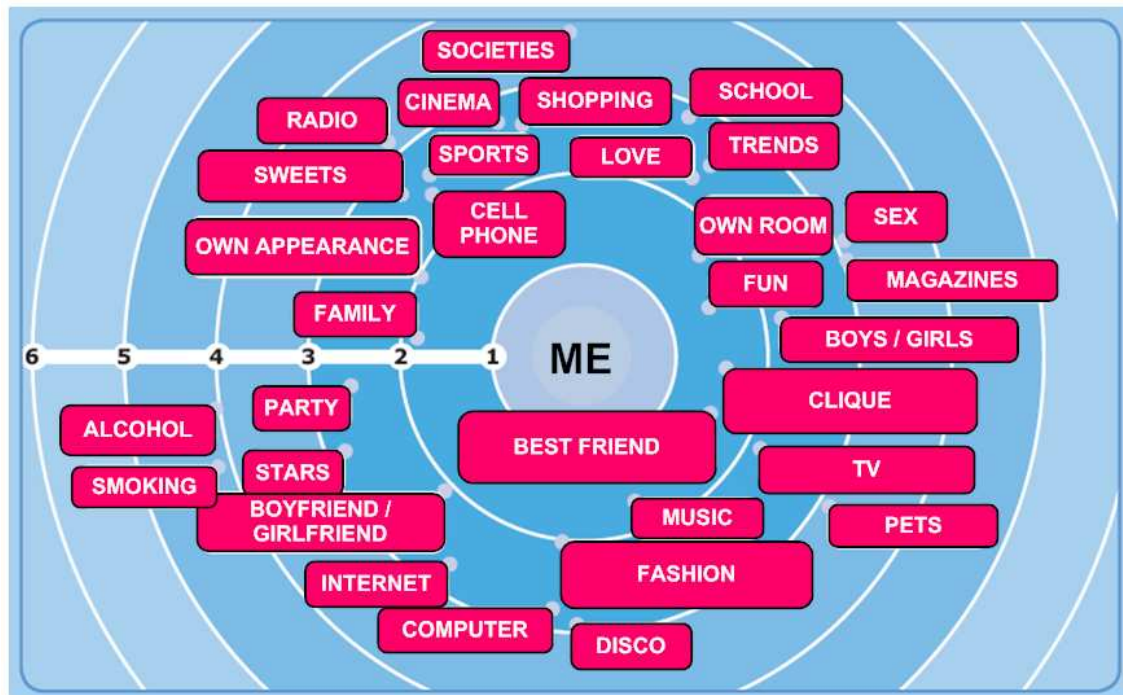 SOCIETIES
CINEMA
SHOPPING
SCHOOL
RADIO
SPORTS
LOVE
TRENDS
SWEETS
CELL
PHONE
OWN ROOM
SEX
OWN APPEARANCE
FUN
MAGAZINES
FAMILY
BOYS / GIRLS
6 5 4 3 2 1
ME
PARTY
CLIQUE
ALCOHOL
BEST FRIEND
STARS
TV
SMOKING
BOYFRIEND /
GIRLFRIEND
MUSIC
PETS
INTERNET
FASHION
COMPUTER
DISCO